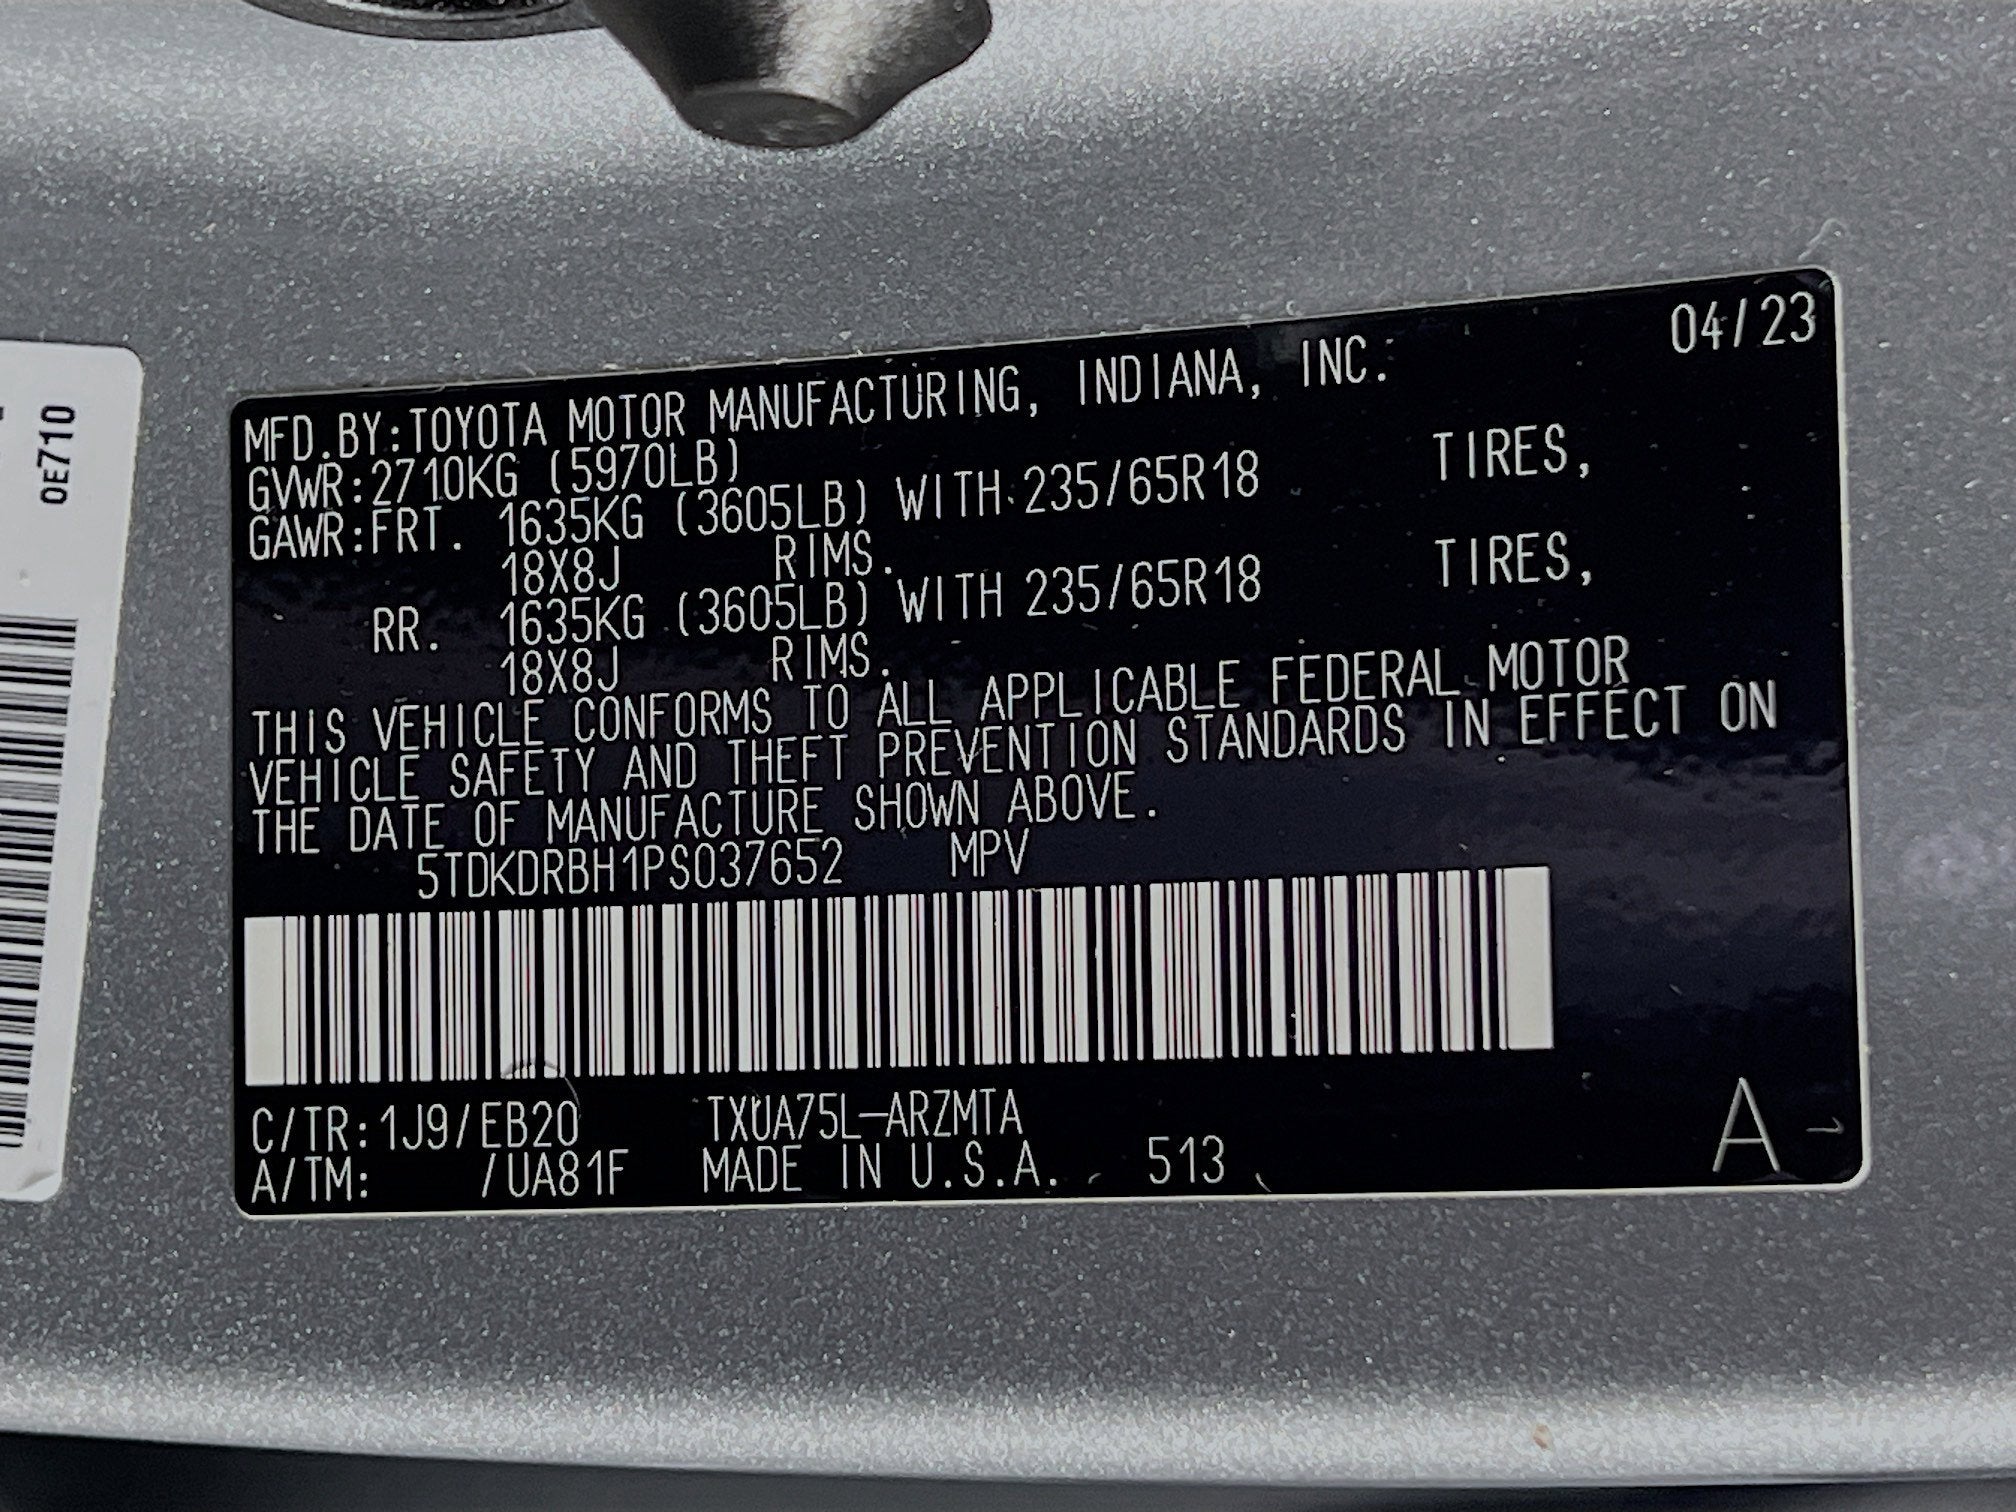 04/23
MFD.BY:TOYOTA MOTOR MANUFACTURING, INDIANA, INC.
GVWR:2710KG (5970LB)
GAWR:FRT. 1635KG (3605LB) WITH 235/65R18 TIRES,
18X8J RIMS.
RR. 1635KG (3605LB) WITH 235/65R18 TIRES,
18X8J RIMS.
THIS VEHICLE CONFORMS TO ALL APPLICABLE FEDERAL MOTOR
VEHICLE SAFETY AND THEFT PREVENTION STANDARDS IN EFFECT ON
THE DATE OF MANUFACTURE SHOWN ABOVE.
5TDKDRBH1PS037652 MPV
C/TR:1J9/EB20 TXUA75L-ARZMTA
A/TM: /UA81F MADE IN U.S.A. 513
A
0E710